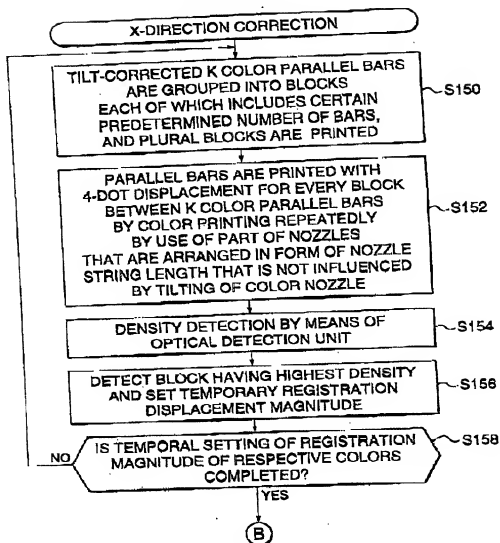 X-DIRECTION CORRECTION
TILT-CORRECTED K COLOR PARALLEL BARS
ARE GROUPED INTO BLOCKS
EACH OF WHICH INCLUDES CERTAIN
PREDETERMINED NUMBER OF BARS,
AND PLURAL BLOCKS ARE PRINTED
S150
PARALLEL BARS ARE PRINTED WITH
4-DOT DISPLACEMENT FOR EVERY BLOCK
BETWEEN K COLOR PARALLEL BARS
BY COLOR PRINTING REPEATEDLY
BY USE OF PART OF NOZZLES
THAT ARE ARRANGED IN FORM OF NOZZLE
STRING LENGTH THAT IS NOT INFLUENCED
BY TILTING OF COLOR NOZZLE
S152
DENSITY DETECTION BY MEANS OF
OPTICAL DETECTION UNIT
S154
DETECT BLOCK HAVING HIGHEST DENSITY
AND SET TEMPORARY REGISTRATION
DISPLACEMENT MAGNITUDE
S156
IS TEMPORAL SETTING OF REGISTRATION
MAGNITUDE OF RESPECTIVE COLORS
COMPLETED?
S158
NO
YES
B